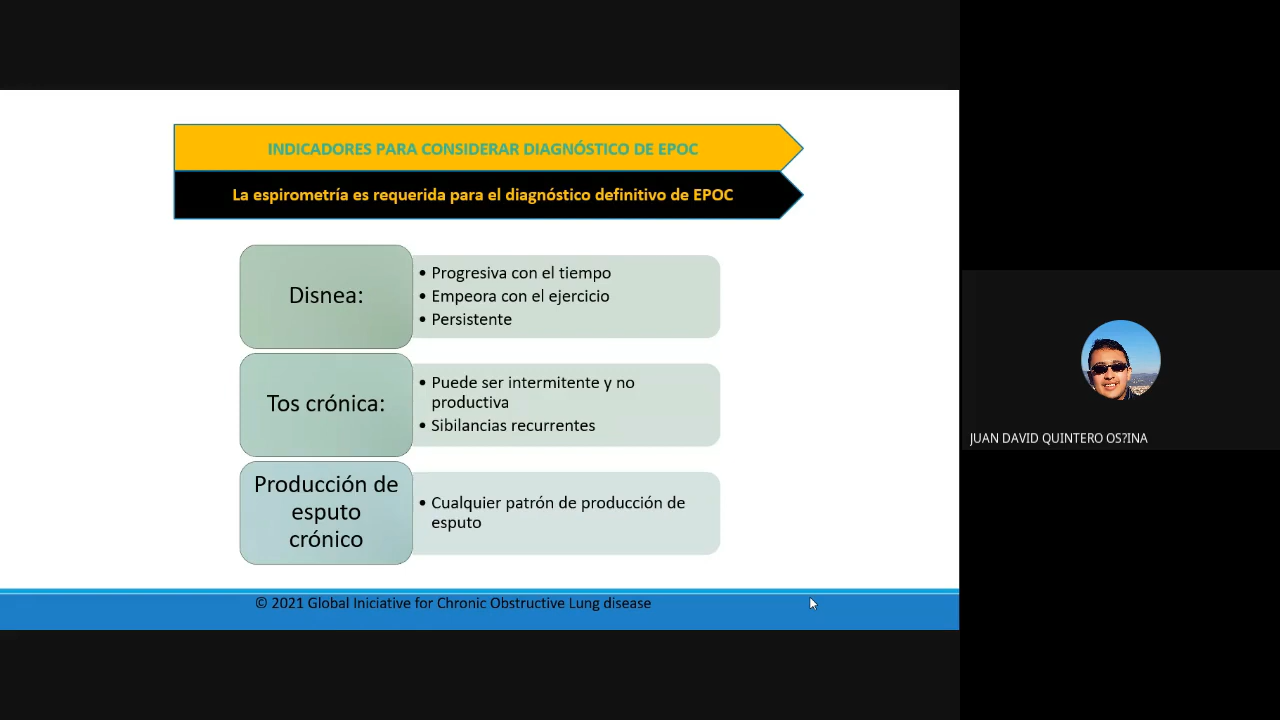 INDICADORES PARA CONSIDERAR DIAGNÓSTICO DE EPOC
La espirometría es requerida para el diagnóstico definitivo de EPOC
Disnea:
• Progresiva con el tiempo
• Empeora con el ejercicio
• Persistente
Tos crónica:
• Puede ser intermitente y no
productiva
• Sibilancias recurrentes
Producción de
esputo
crónico
• Cualquier patrón de producción de
esputo
© 2021 Global Iniciative for Chronic Obstructive Lung disease
JUAN DAVID QUINTERO OS?INA